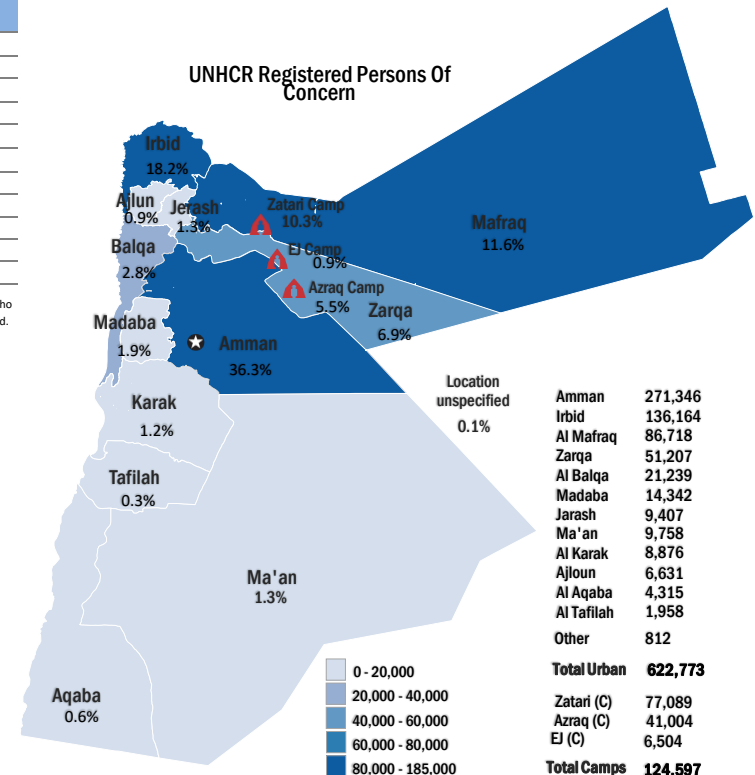 UNHCR Registered Persons Of
Concern
Irbid
18.2%
Ajlun
0.9%
Jerash
1.3%
Zatari Camp
10.3%
Mafraq
11.6%
Balqa
2.8%
EJ Camp
0.9%
Azraq Camp
5.5%
Zarqa
6.9%
ho
d.
Madaba
1.9%
Amman
36.3%
Location
unspecified
0.1%
Karak
1.2%
Tafilah
0.3%
Ma'an
1.3%
Aqaba
0.6%
0 - 20,000
20,000 - 40,000
40,000 - 60,000
60,000 - 80,000
80,000 - 185,000
Amman 271,346
Irbid 136,164
Al Mafraq 86,718
Zarqa 51,207
Al Balqa 21,239
Madaba 14,342
Jarash 9,407
Ma'an 9,758
Al Karak 8,876
Ajloun 6,631
Al Aqaba 4,315
Al Tafilah 1,958
Other 812
Total Urban 622,773
Zatari (C) 77,089
Azraq (C) 41,004
EJ (C) 6,504
Total Camps 124,597